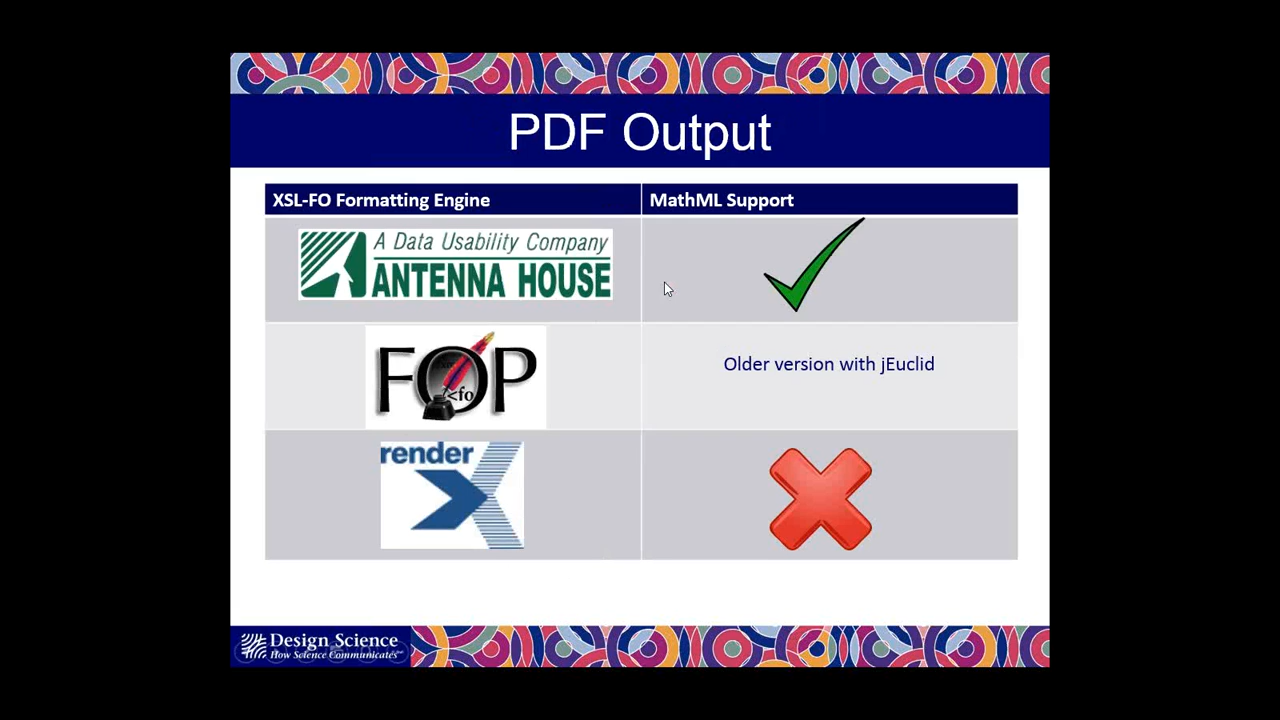 PDF Output
XSL-FO Formatting Engine
MathML Support
A Data Usability Company
ANTENNA HOUSE
FOP
<fo
Older version with jEuclid
render
X
Design Science
How Science Communicates